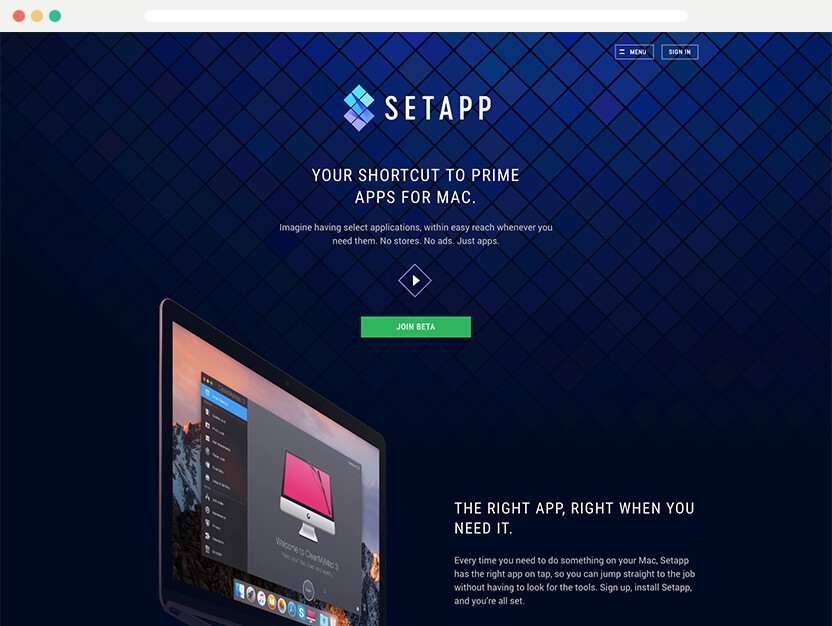 MENU
SIGN IN
SETAPP
YOUR SHORTCUT TO PRIME
APPS FOR MAC.
Imagine having select applications, within easy reach whenever you
need them. No stores. No ads. Just apps.
JOIN BETA
CleanMyMac 3
Welcome to CleanMyMac 3
THE RIGHT APP, RIGHT WHEN YOU
NEED IT.
Every time you need to do something on your Mac, Setapp
has the right app on tap, so you can jump straight to the job
without having to look for the tools. Sign up, install Setapp,
and you're all set.